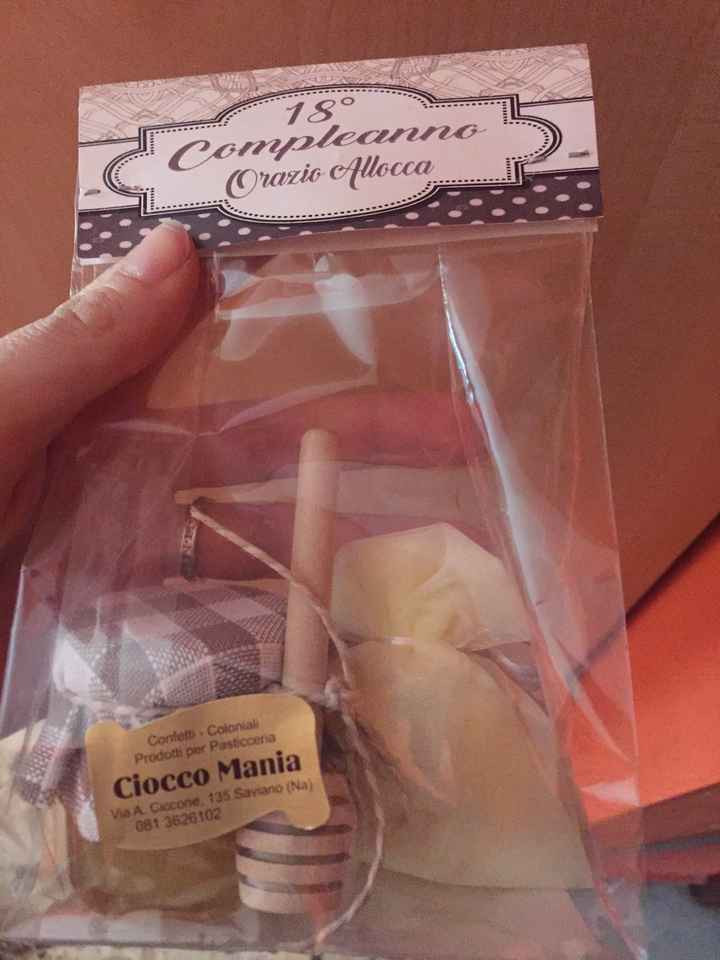 18°
Compleanno
Orazio Allocca
Confetti - Coloniali
Prodotti per Pasticceria
Ciocco Mania
Via A. Ciccone, 135 Saviano (Na)
081 3626102